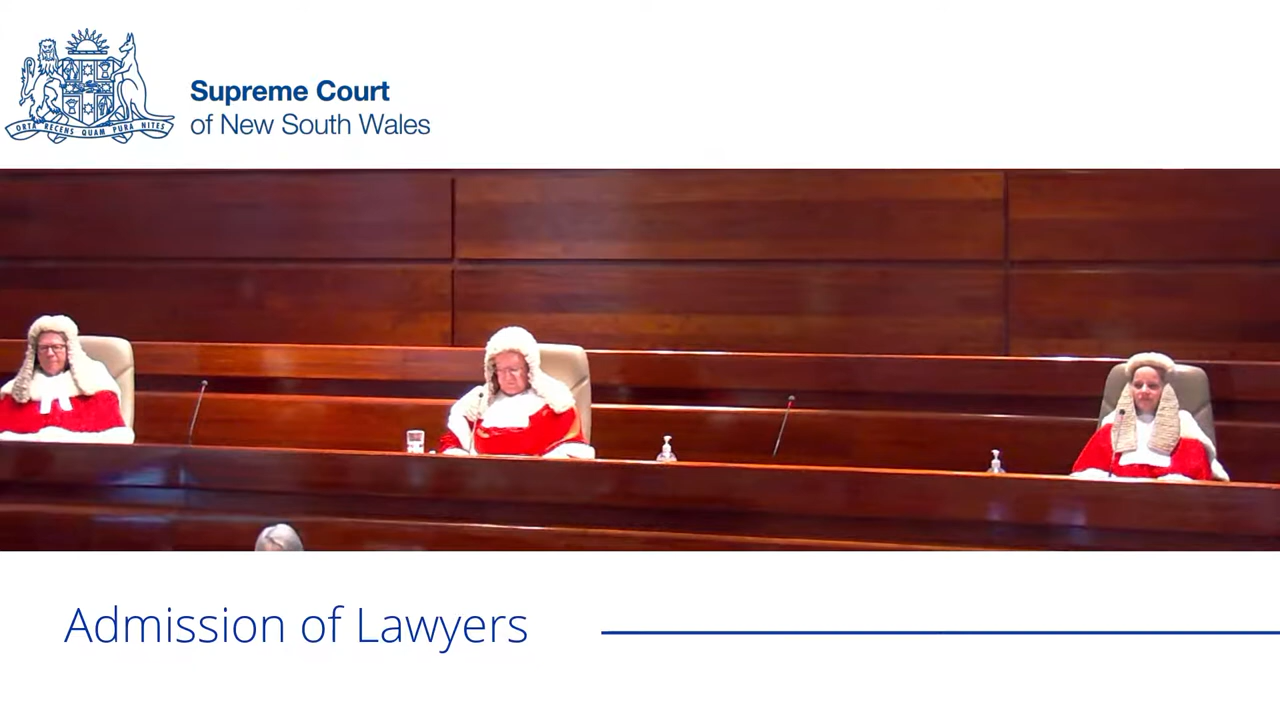 ORTA RECENS QUAM PURA NITES
Supreme Court
of New South Wales
Admission of Lawyers